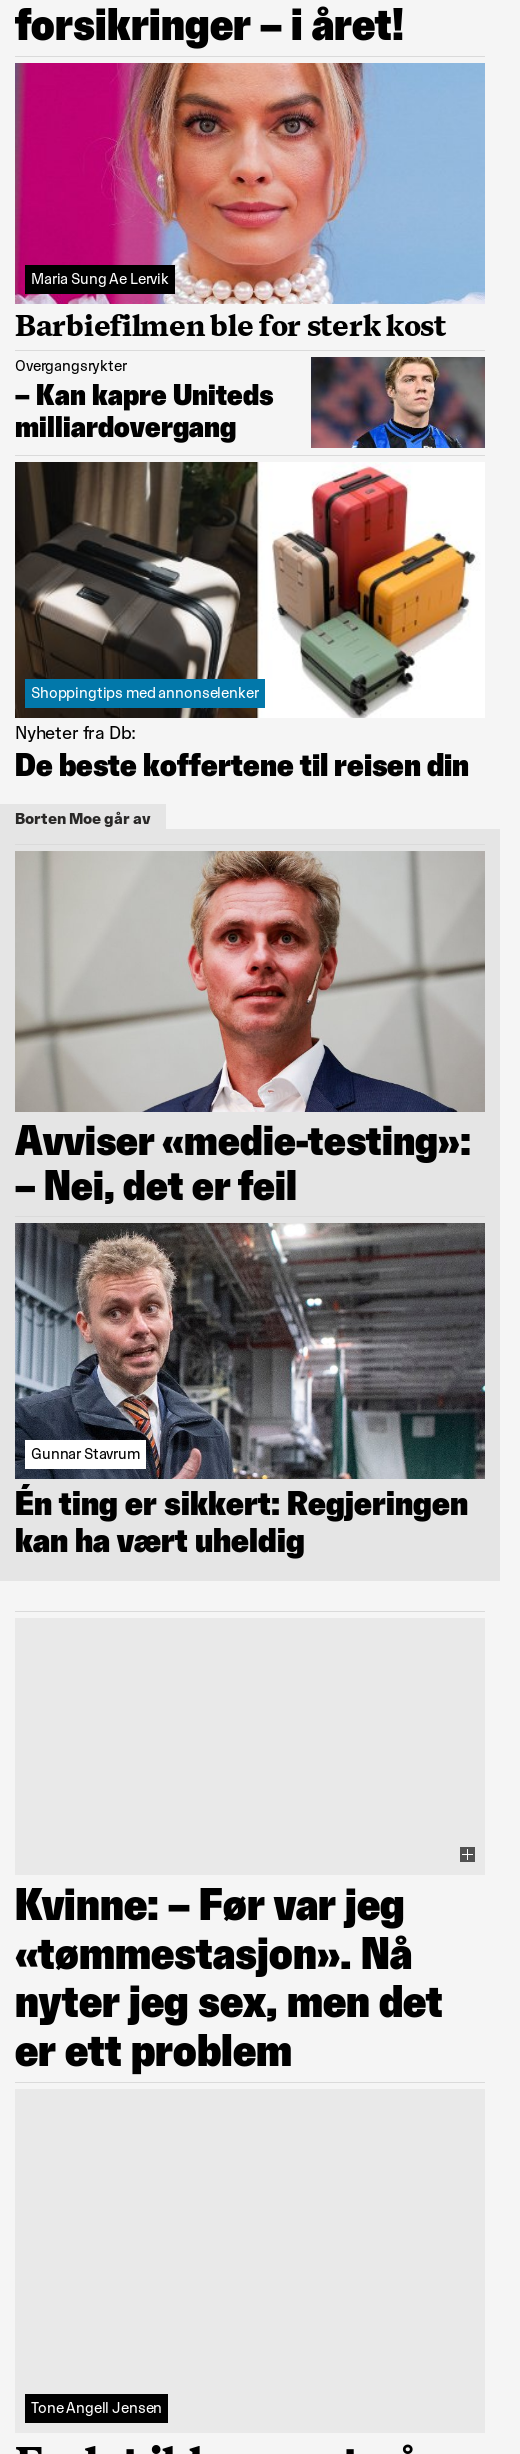 forsikringer – i året!
Maria Sung Ae Lervik
Barbiefilmen ble for sterk kost
Overgangsrykter
– Kan kapre Uniteds
milliardovergang
Shoppingtips med annonselenker
Nyheter fra Db:
De beste koffertene til reisen din
Borten Moe går av
Avviser «medie-testing»:
– Nei, det er feil
Gunnar Stavrum
Én ting er sikkert: Regjeringen
kan ha vært uheldig
Kvinne: – Før var jeg
«tømmestasjon». Nå
nyter jeg sex, men det
er ett problem
Tone Angell Jensen